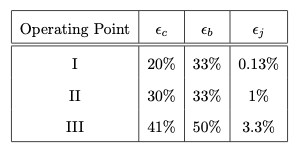 Operating Point ϵc ϵb ϵj
I 20% 33% 0.13%
II 30% 33% 1%
III 41% 50% 3.3%